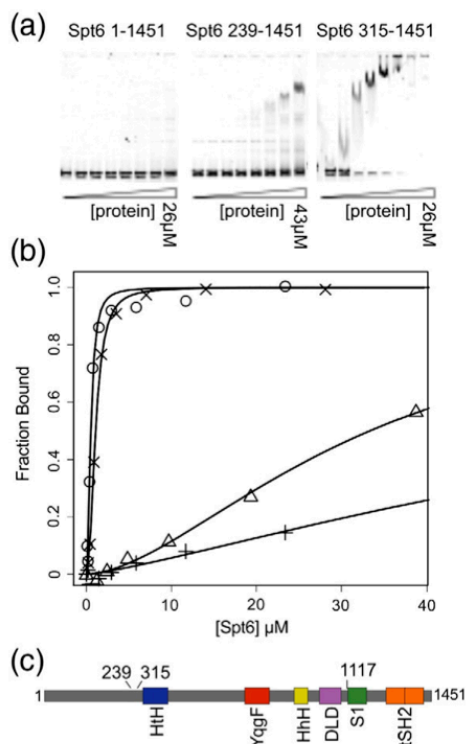 (a)
Spt6 1-1451 Spt6 239-1451 Spt6 315-1451
[protein] 26µM [protein] 43µM [protein] 26µM
(b)
1.0
0.8
0.6
0.4
0.2
0
Fraction Bound
0 10 20 30 40
[Spt6] µM
(c)
239 315 1117
1 1451
HtH YqgF HhH DLD S1 tSH2